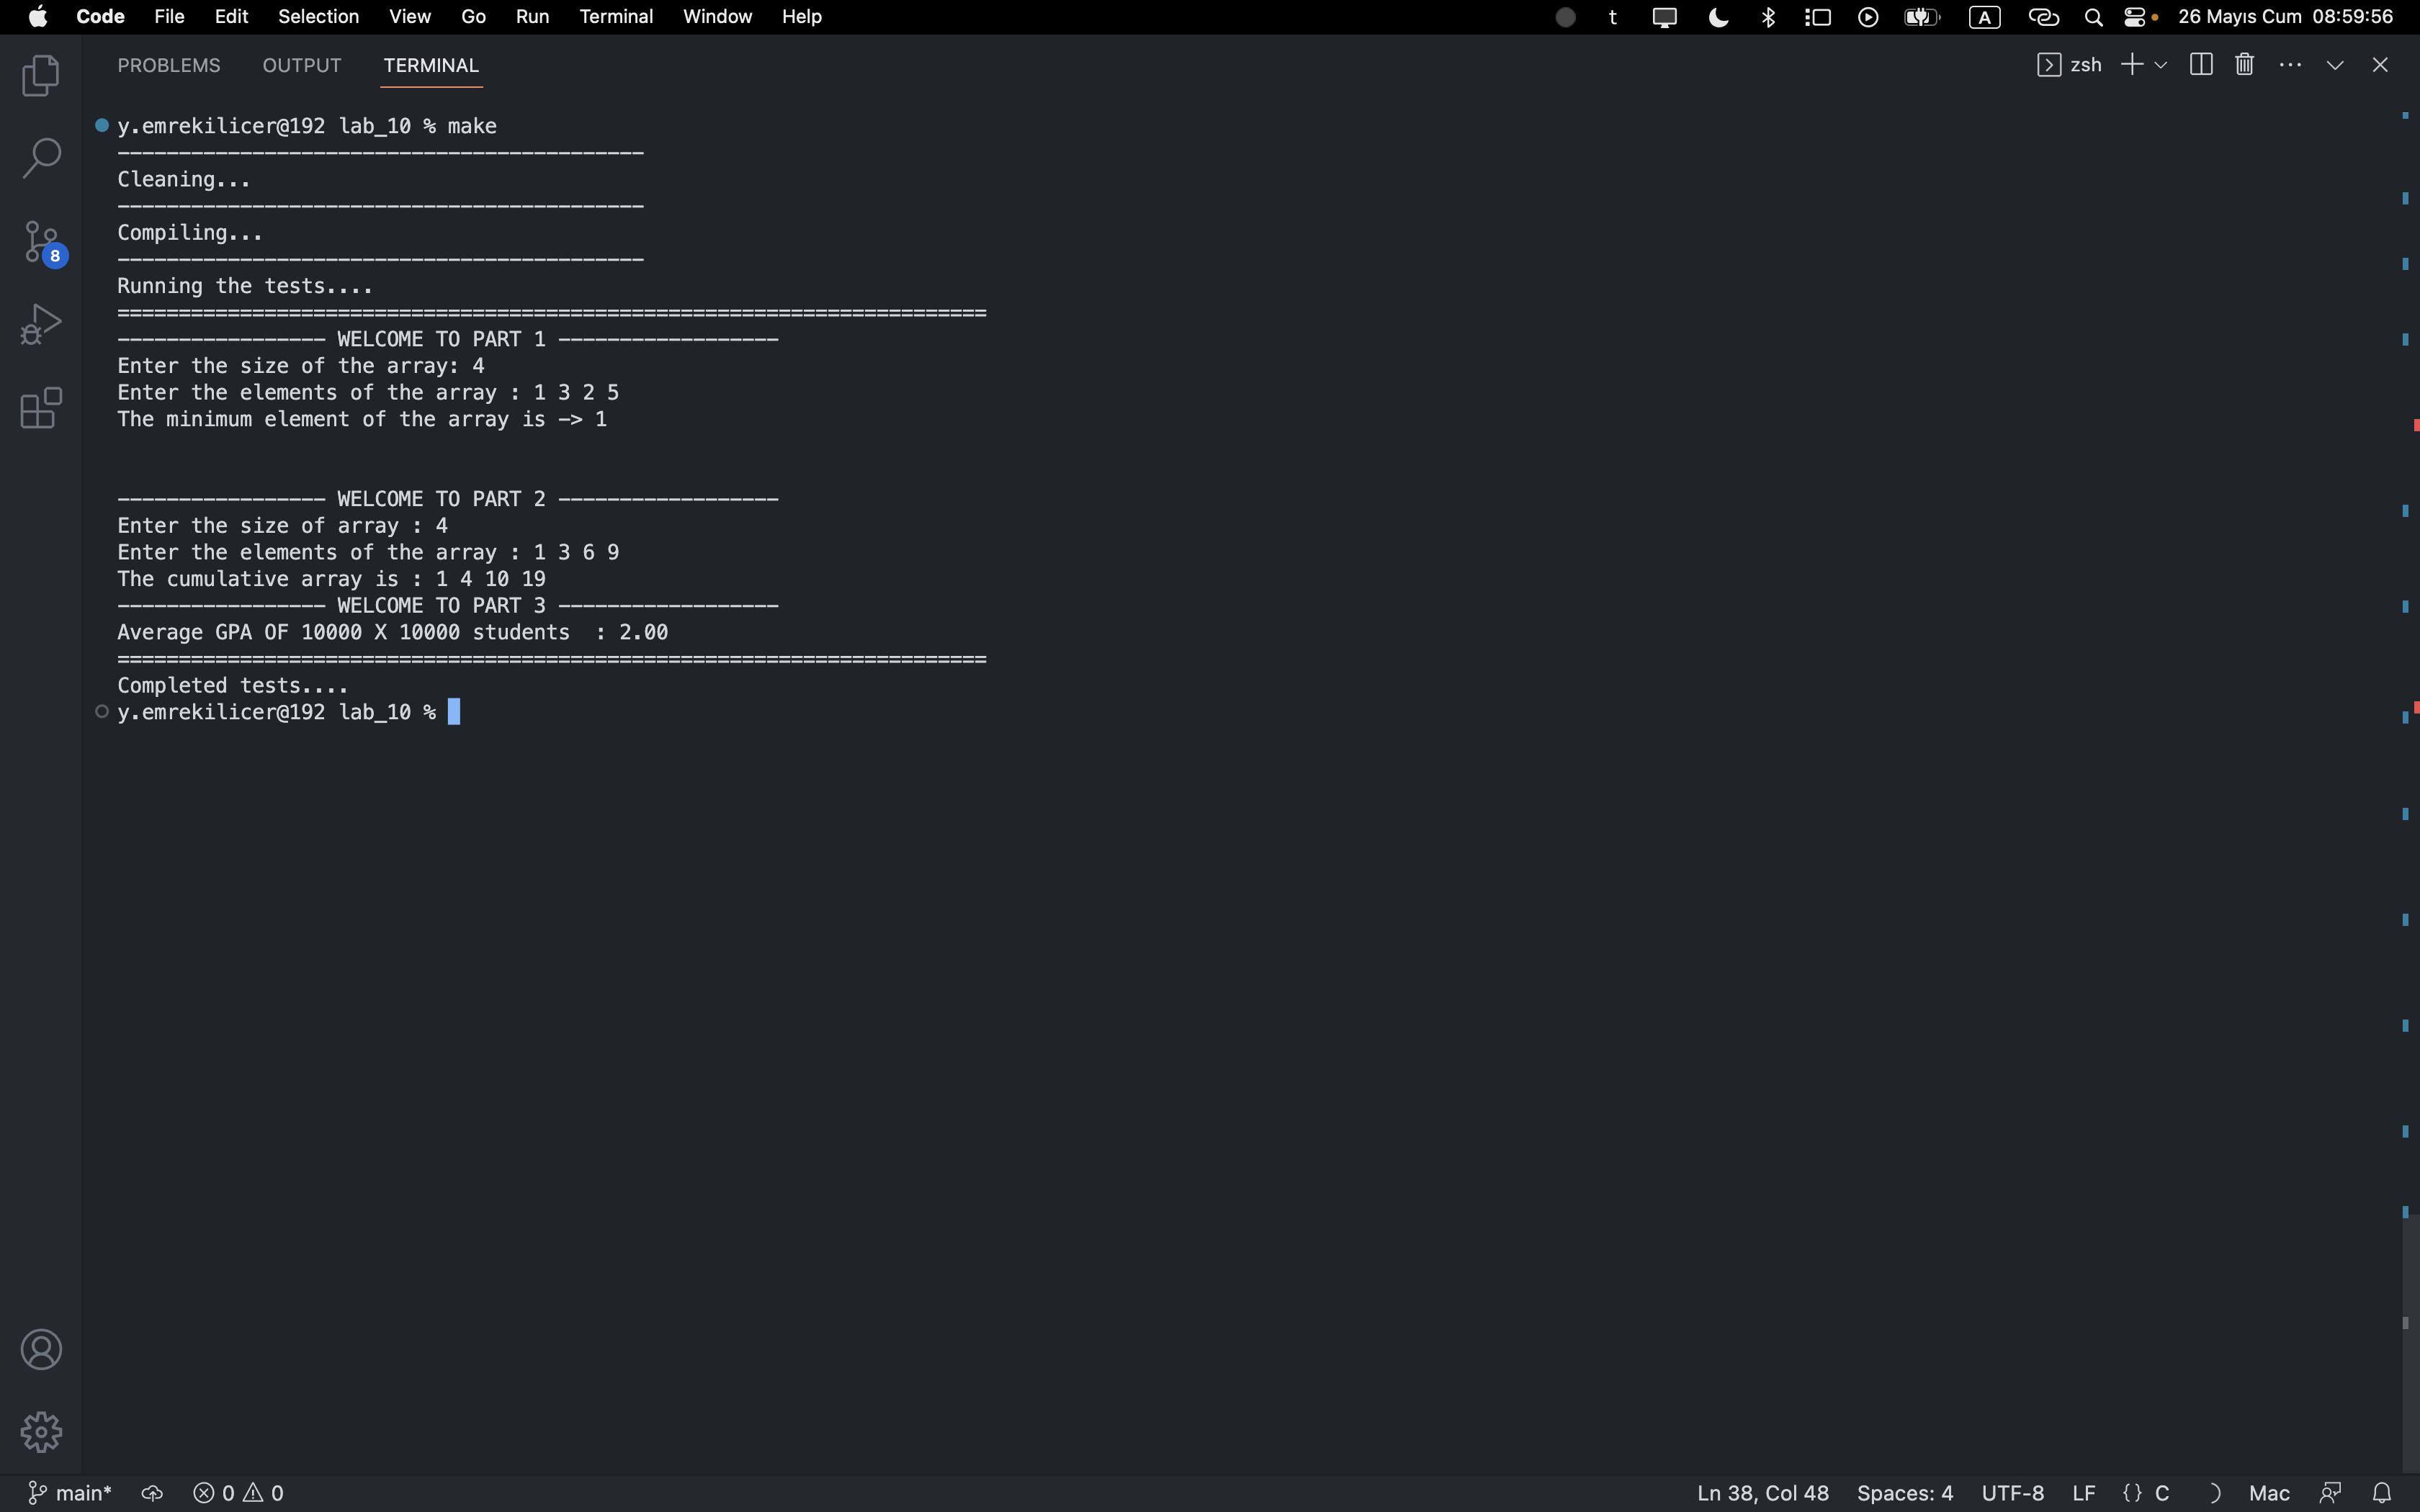 Code File Edit Selection View Go Run Terminal Window Help t A 26 Mayıs Cum 08:59:56
PROBLEMS OUTPUT TERMINAL zsh
y.emrekilicer@192 lab_10 % make
-------------------------------------------
Cleaning...
-------------------------------------------
Compiling...
-------------------------------------------
Running the tests....
=======================================================================
----------------- WELCOME TO PART 1 ------------------
Enter the size of the array: 4
Enter the elements of the array : 1 3 2 5
The minimum element of the array is -> 1
----------------- WELCOME TO PART 2 ------------------
Enter the size of array : 4
Enter the elements of the array : 1 3 6 9
The cumulative array is : 1 4 10 19
----------------- WELCOME TO PART 3 ------------------
Average GPA OF 10000 X 10000 students  : 2.00
=======================================================================
Completed tests....
y.emrekilicer@192 lab_10 %
8
main* 0 0 Ln 38, Col 48 Spaces: 4 UTF-8 LF {} C Mac